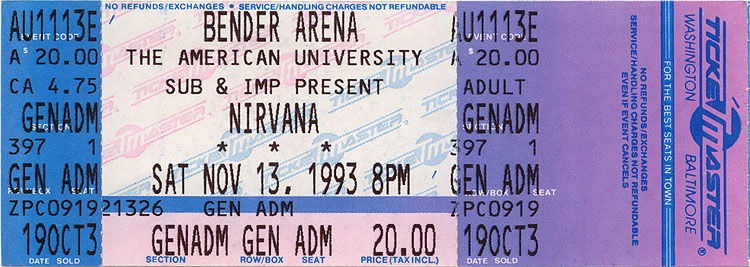 NO REFUNDS/EXCHANGES • SERVICE/HANDLING CHARGES NOT REFUNDABLE
AU1113E
EVENT CODE
A 20.00
CA 4.75
GENADM
SECTION
397 1
GEN ADM
ROW/BOX SEAT
ZPC0919
19OCT3
DATE SOLD
BENDER ARENA
THE AMERICAN UNIVERSITY
SUB & IMP PRESENT
NIRVANA
* * *
SAT NOV 13, 1993 8PM
21326 GEN ADM
GENADM GEN ADM 20.00
SECTION ROW/BOX SEAT PRICE(TAX INCL.)
AU1113E
EVENT CODE
$
A 20.00
ADULT
GENADM
SECTION
397 1
GEN ADM
ROW/BOX SEAT
ZPC0919
19OCT3
DATE SOLD
NO REFUNDS/EXCHANGES
SERVICE/HANDLING CHARGES NOT REFUNDABLE
EVEN IF EVENT CANCELS
FOR THE BEST SEATS IN TOWN
WASHINGTON
BALTIMORE
TICKETMASTER